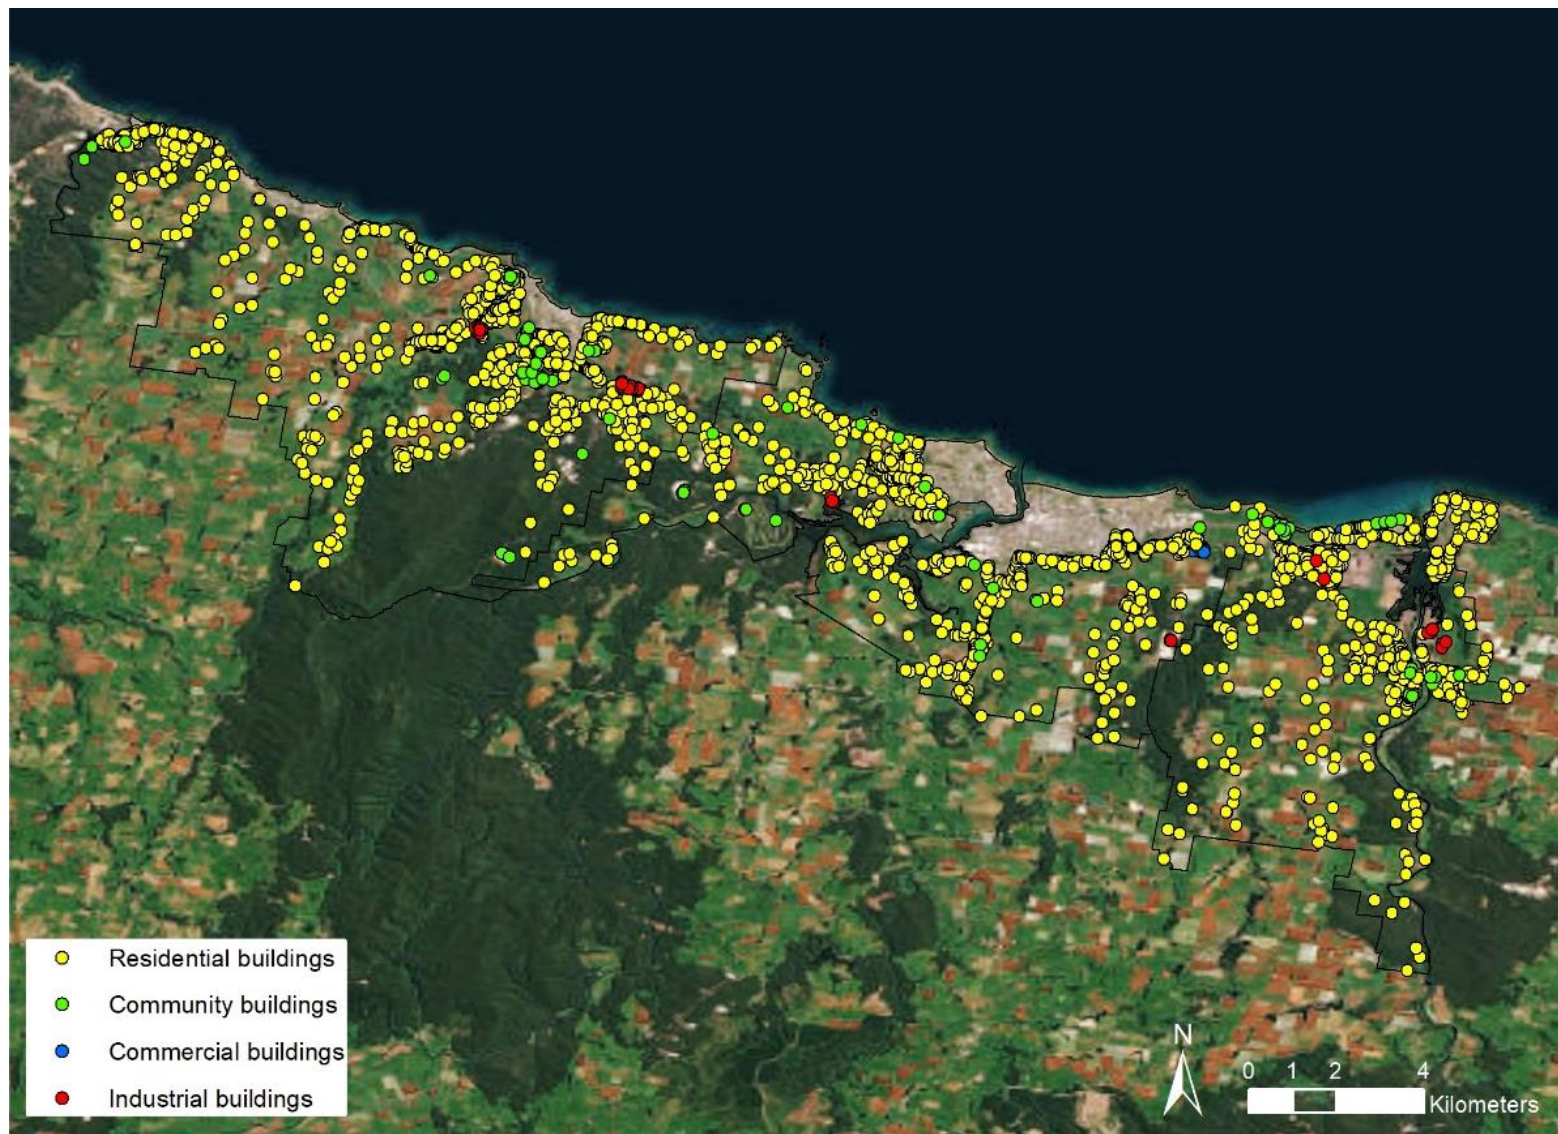 Residential buildings
Community buildings
Commercial buildings
Industrial buildings
N
0 1 2 4
Kilometers